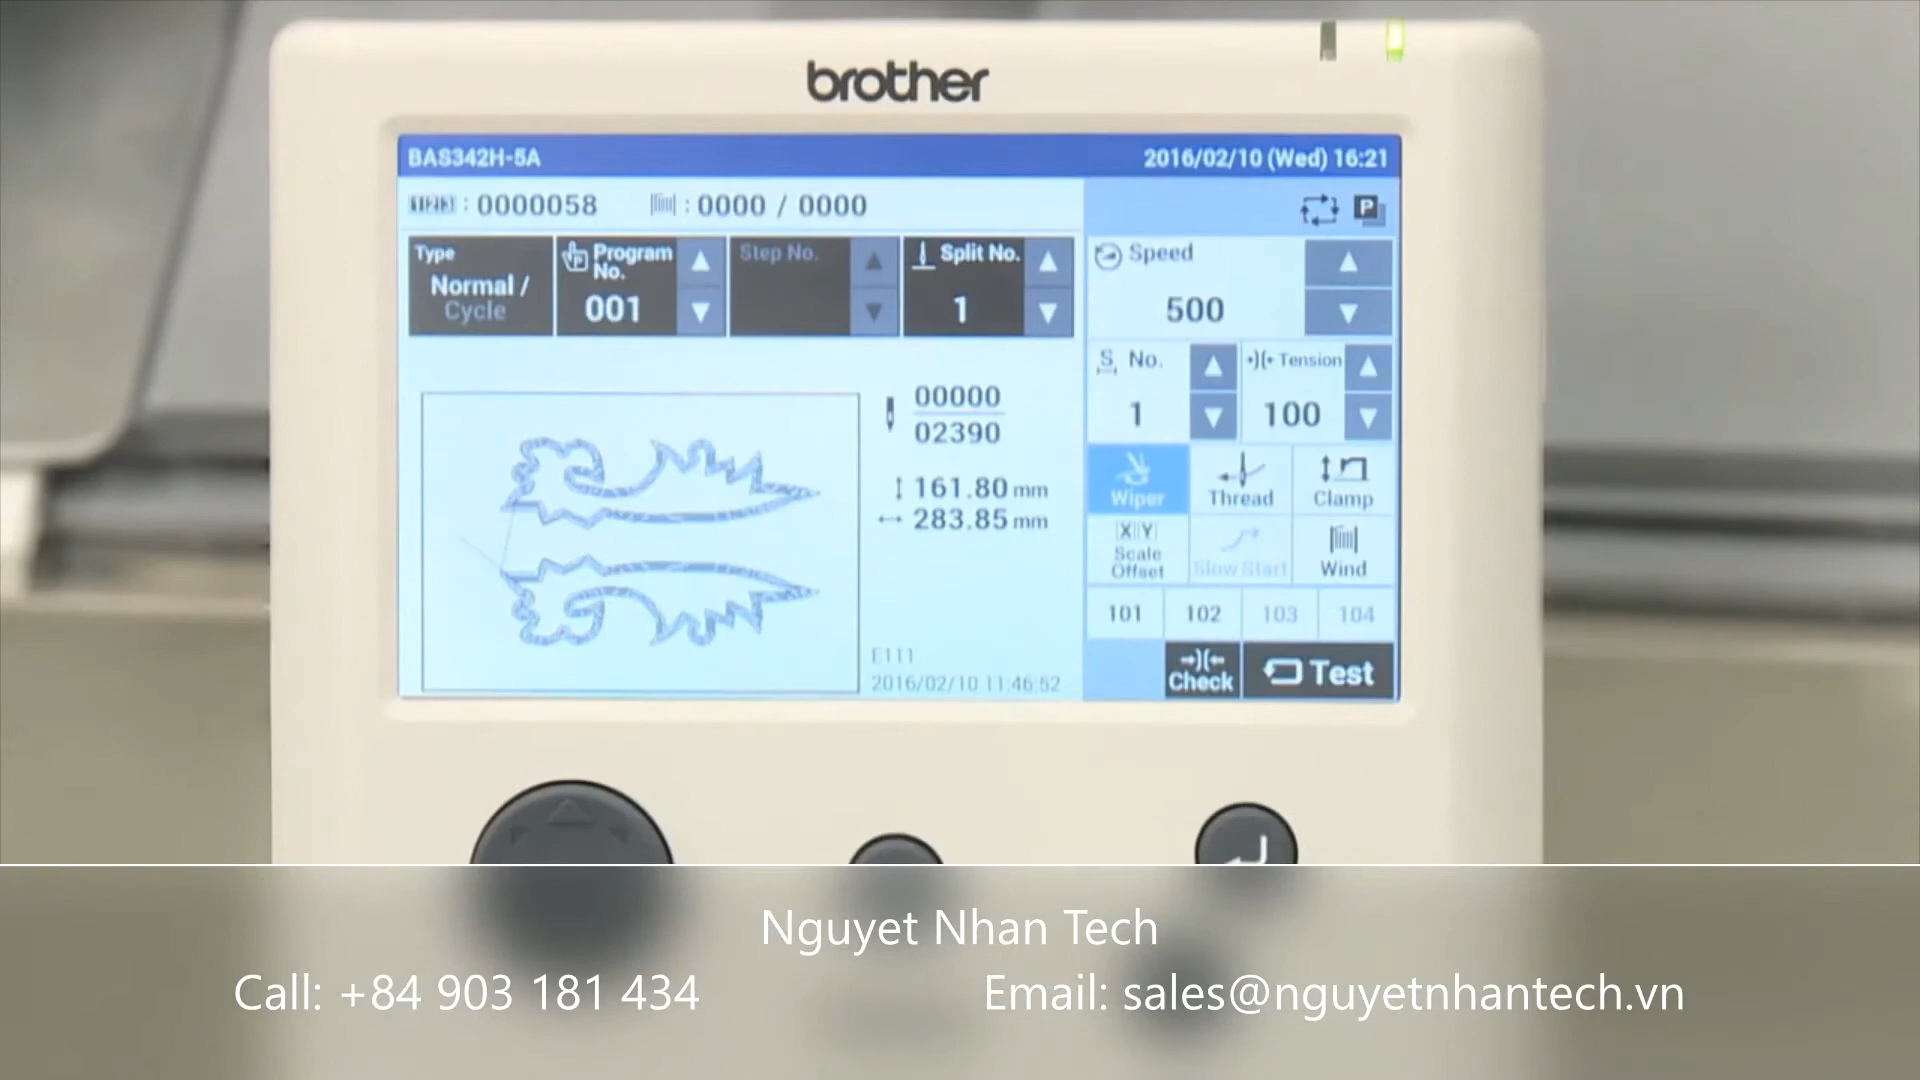 brother
BAS342H-5A
2016/02/10 (Wed) 16:21
: 0000058
: 0000 / 0000
P
Type
Normal /
Cycle
Program
No.
001
Step No.
Split No.
1
Speed
500
S No.
1
Tension
100
00000
02390
161.80 mm
283.85 mm
Wiper
Thread
Clamp
X Y
Scale
Offset
Slow Start
Wind
101
102
103
104
E111
2016/02/10 11:46:52
Check
Test
Nguyet Nhan Tech
Call: +84 903 181 434
Email: sales@nguyetnhantech.vn